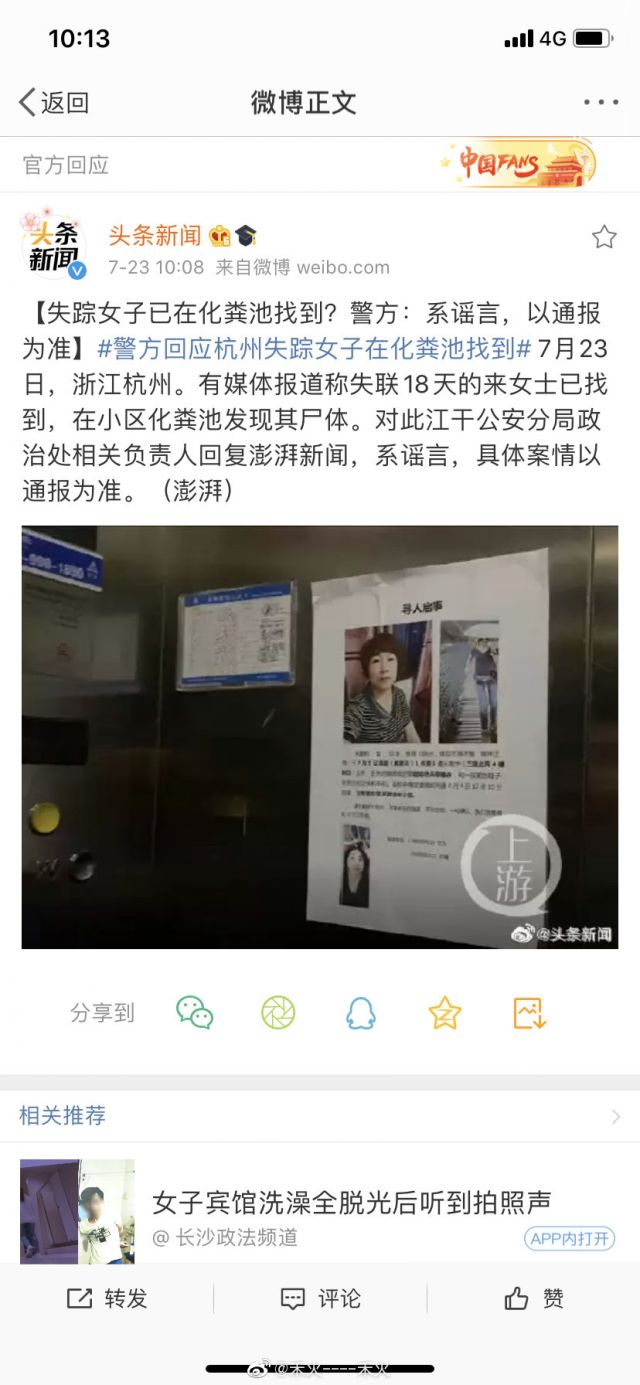 10:13
4G
返回
微博正文
官方回应
中国FANS
头条新闻
头条新闻
7-23 10:08 来自微博 weibo.com
【失踪女子已在化粪池找到？警方：系谣言，以通报
为准】#警方回应杭州失踪女子在化粪池找到# 7月23
日，浙江杭州。有媒体报道称失联18天的来女士已找
到，在小区化粪池发现其尸体。对此江干公安分局政
治处相关负责人回复澎湃新闻，系谣言，具体案情以
通报为准。（澎湃）
寻人启事
上游
@头条新闻
分享到
相关推荐
女子宾馆洗澡全脱光后听到拍照声
@ 长沙政法频道
APP内打开
转发
评论
赞